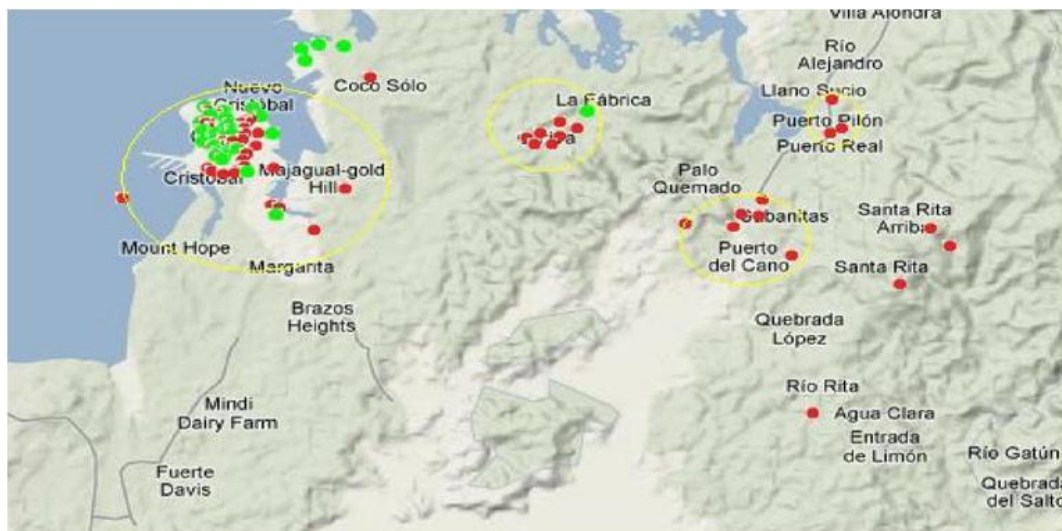 Villa Alondra
Río
Alejandro
Llano Sucio
Puerto Pilón
Puerto Real
Nuevo
Cristóbal
Coco Sólo
La Fábrica
Cristóbal
Majagual-gold
Hill
Palo
Quemado
Sabanitas
Santa Rita
Arriba
Mount Hope
Margarita
Puerto
del Cano
Santa Rita
Brazos
Heights
Quebrada
López
Mindi
Dairy Farm
Río Rita
Agua Clara
Entrada
de Limón
Río Gatún
Fuerte
Davis
Quebrada
del Salto